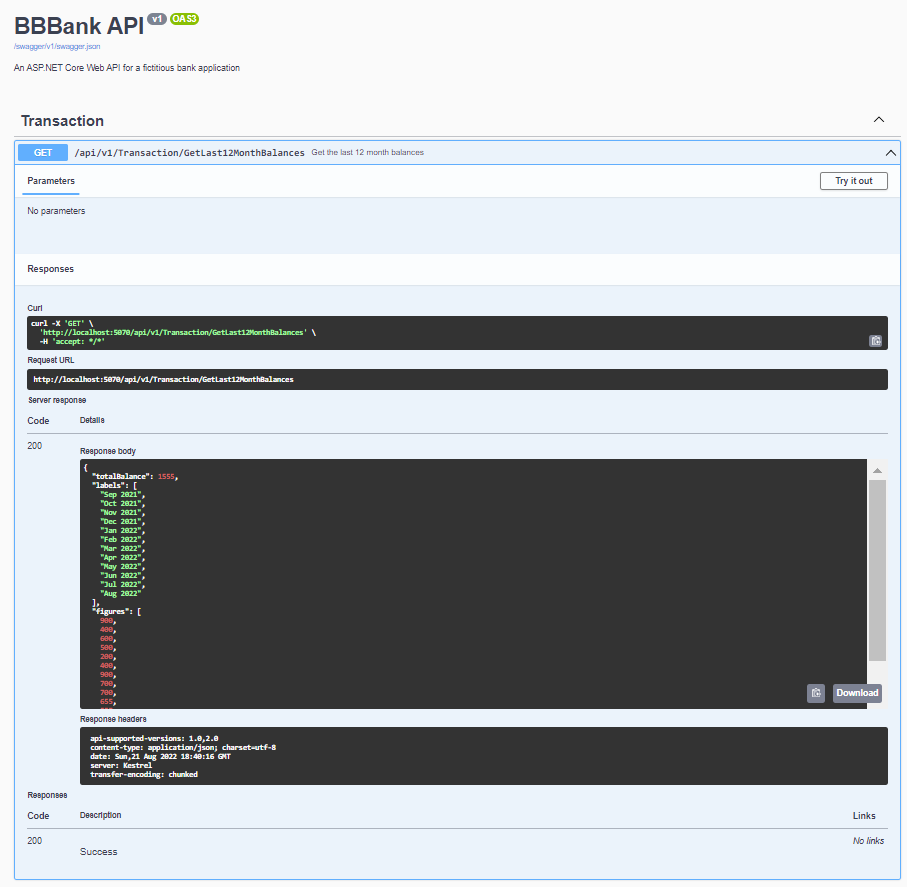 BBBank API v1 OAS3
/swagger/v1/swagger.json
An ASP.NET Core Web API for a fictitious bank application
Transaction
GET /api/v1/Transaction/GetLast12MonthBalances Get the last 12 month balances
Parameters Try it out
No parameters
Responses
Curl
curl -X 'GET' \
'http://localhost:5070/api/v1/Transaction/GetLast12MonthBalances' \
-H 'accept: */*'
Request URL
http://localhost:5070/api/v1/Transaction/GetLast12MonthBalances
Server response
Code Details
200
Response body
{
"totalBalance": 1555,
"labels": [
"Sep 2021",
"Oct 2021",
"Nov 2021",
"Dec 2021",
"Jan 2022",
"Feb 2022",
"Mar 2022",
"Apr 2022",
"May 2022",
"Jun 2022",
"Jul 2022",
"Aug 2022"
],
"figures": [
900,
400,
600,
500,
200,
400,
900,
700,
700,
655,
Download
Response headers
api-supported-versions: 1.0,2.0
content-type: application/json; charset=utf-8
date: Sun,21 Aug 2022 18:40:16 GMT
server: Kestrel
transfer-encoding: chunked
Responses
Code Description Links
200 No links
Success